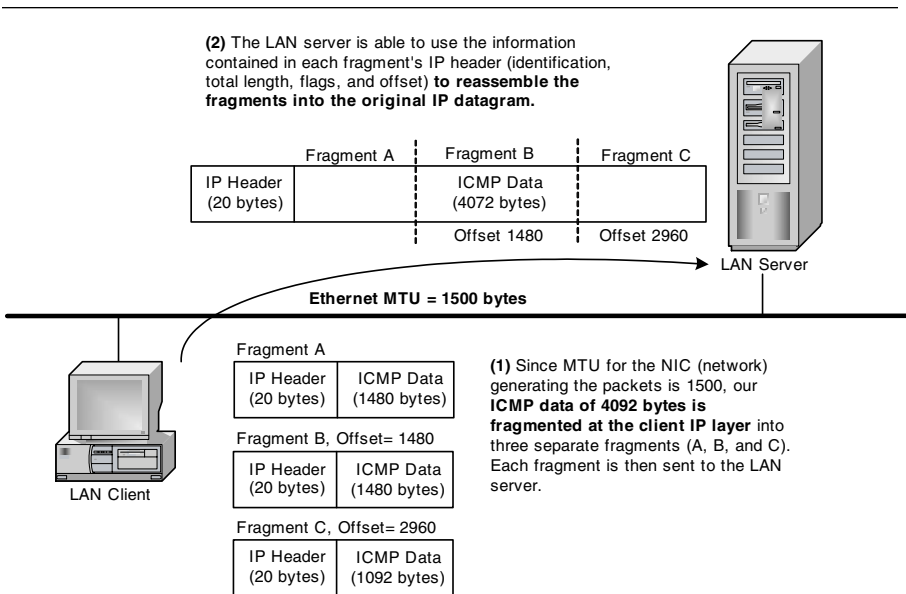 (2) The LAN server is able to use the information
contained in each fragment's IP header (identification,
total length, flags, and offset) to reassemble the
fragments into the original IP datagram.
Fragment A
Fragment B
Fragment C
IP Header
(20 bytes)
ICMP Data
(4072 bytes)
Offset 1480
Offset 2960
LAN Server
Ethernet MTU = 1500 bytes
Fragment A
IP Header
(20 bytes)
ICMP Data
(1480 bytes)
Fragment B, Offset= 1480
IP Header
(20 bytes)
ICMP Data
(1480 bytes)
Fragment C, Offset= 2960
IP Header
(20 bytes)
ICMP Data
(1092 bytes)
LAN Client
(1) Since MTU for the NIC (network)
generating the packets is 1500, our
ICMP data of 4092 bytes is
fragmented at the client IP layer into
three separate fragments (A, B, and C).
Each fragment is then sent to the LAN
server.